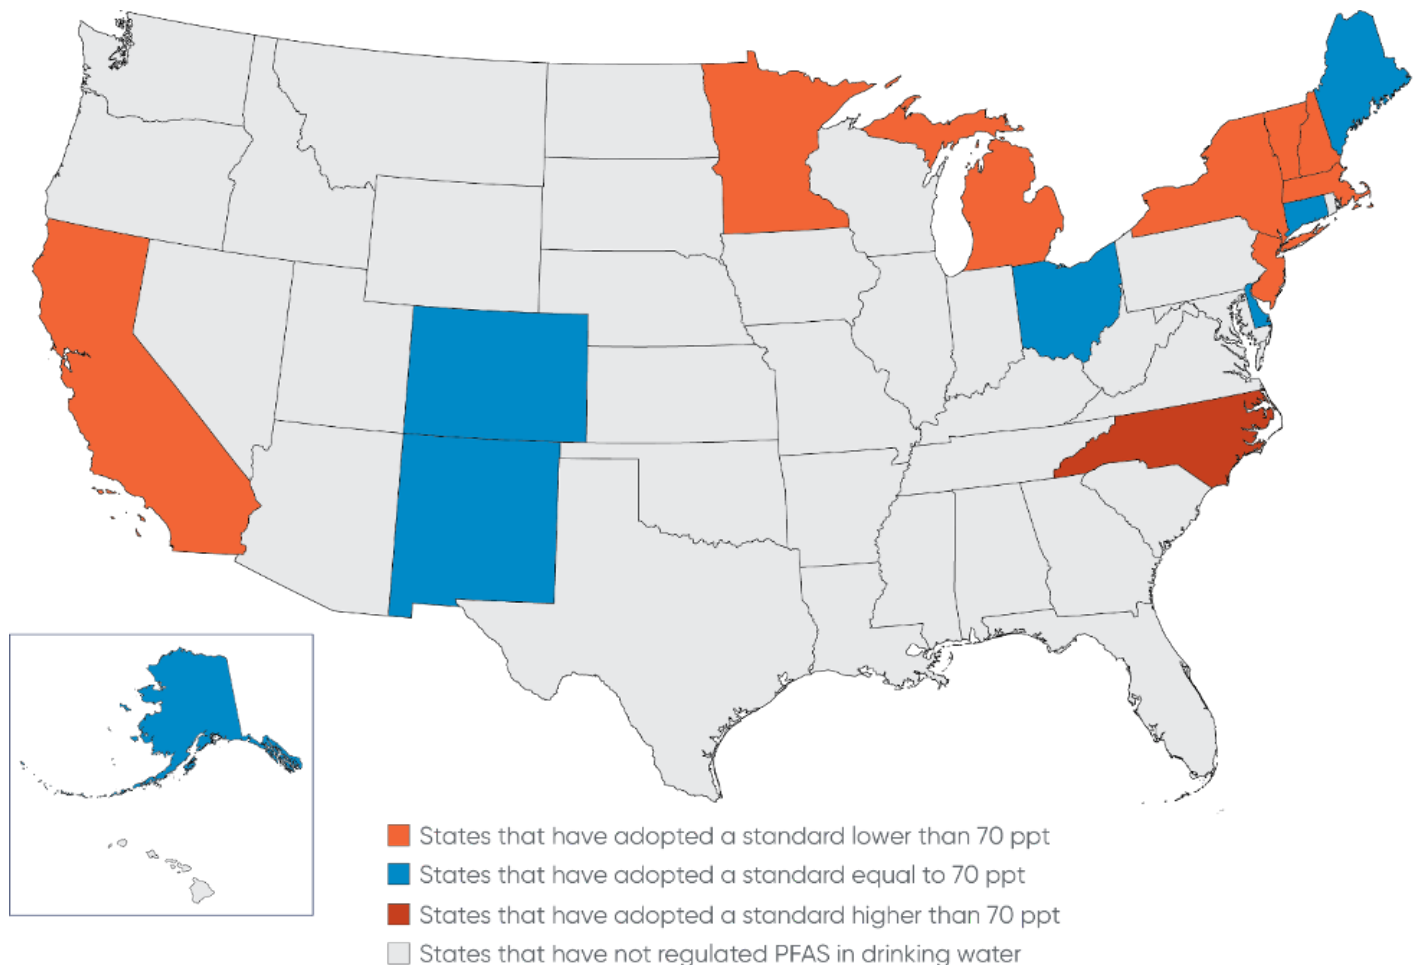 States that have adopted a standard lower than 70 ppt
States that have adopted a standard equal to 70 ppt
States that have adopted a standard higher than 70 ppt
States that have not regulated PFAS in drinking water